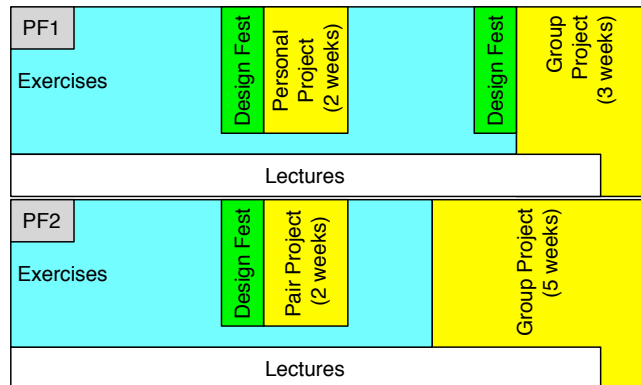 PF1
Exercises
Design Fest
Personal
Project
(2 weeks)
Design Fest
Group
Project
(3 weeks)
Lectures
PF2
Exercises
Design Fest
Pair Project
(2 weeks)
Group Project
(5 weeks)
Lectures